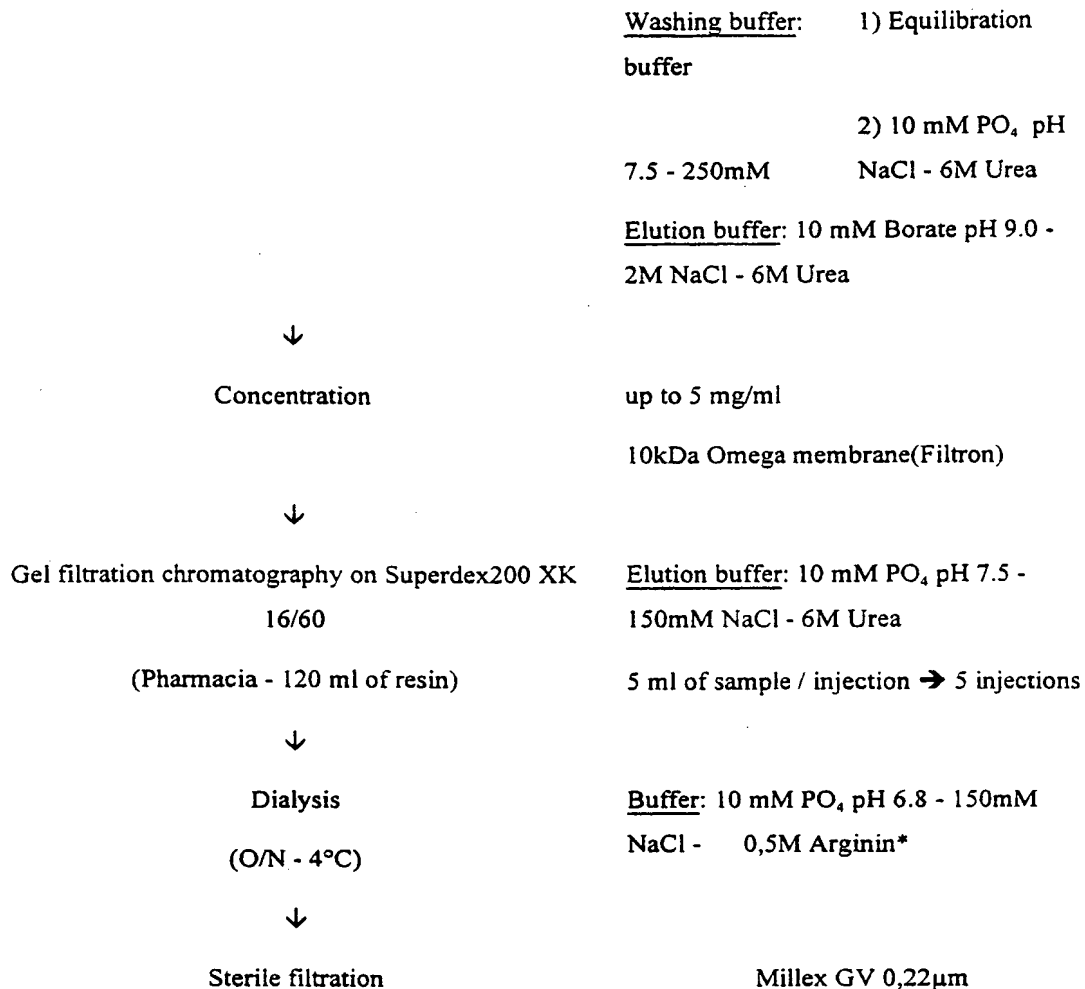 Washing buffer: 1) Equilibration
buffer
2) 10 mM PO₄ pH
7.5 - 250mM NaCl - 6M Urea
Elution buffer: 10 mM Borate pH 9.0 -
2M NaCl - 6M Urea
↓
Concentration up to 5 mg/ml
10kDa Omega membrane(Filtron)
↓
Gel filtration chromatography on Superdex200 XK Elution buffer: 10 mM PO₄ pH 7.5 -
16/60 150mM NaCl - 6M Urea
(Pharmacia - 120 ml of resin) 5 ml of sample / injection ➔ 5 injections
↓
Dialysis Buffer: 10 mM PO₄ pH 6.8 - 150mM
(O/N - 4°C) NaCl - 0,5M Arginin*
↓
Sterile filtration Millex GV 0,22µm